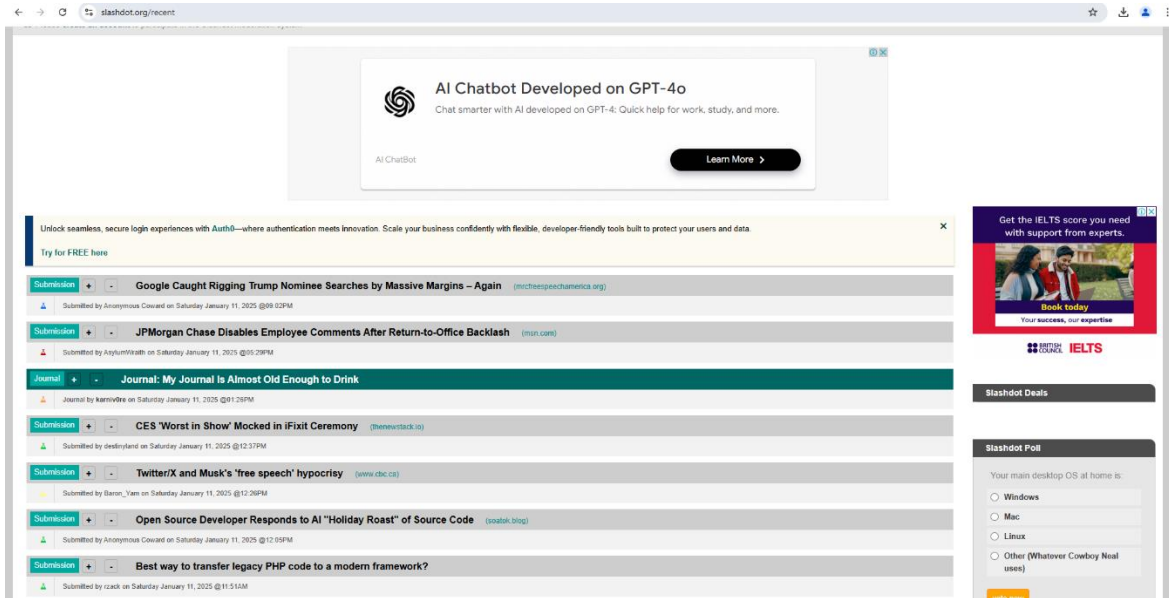 slashdot.org/recent
AI Chatbot Developed on GPT-4o
Chat smarter with AI developed on GPT-4: Quick help for work, study, and more.
AI ChatBot
Learn More
Unlock seamless, secure login experiences with Auth0—where authentication meets innovation. Scale your business confidently with flexible, developer-friendly tools built to protect your users and data.
Try for FREE here
Submission + - Google Caught Rigging Trump Nominee Searches by Massive Margins – Again (mrcfreespeechamerica.org)
Submitted by Anonymous Coward on Saturday January 11, 2025 @09:02PM
Submission + - JPMorgan Chase Disables Employee Comments After Return-to-Office Backlash (msn.com)
Submitted by AsylumWraith on Saturday January 11, 2025 @05:29PM
Journal + - Journal: My Journal Is Almost Old Enough to Drink
Journal by karniv0re on Saturday January 11, 2025 @01:26PM
Submission + - CES 'Worst in Show' Mocked in iFixit Ceremony (thenewstack.io)
Submitted by destinyland on Saturday January 11, 2025 @12:37PM
Submission + - Twitter/X and Musk's 'free speech' hypocrisy (www.cbc.ca)
Submitted by Baron_Yam on Saturday January 11, 2025 @12:26PM
Submission + - Open Source Developer Responds to AI "Holiday Roast" of Source Code (soatok.blog)
Submitted by Anonymous Coward on Saturday January 11, 2025 @12:05PM
Submission + - Best way to transfer legacy PHP code to a modern framework?
Submitted by rzack on Saturday January 11, 2025 @11:51AM
Get the IELTS score you need
with support from experts.
Book today
Your success, our expertise
BRITISH
COUNCIL IELTS
Slashdot Deals
Slashdot Poll
Your main desktop OS at home is:
Windows
Mac
Linux
Other (Whatever Cowboy Neal
uses)